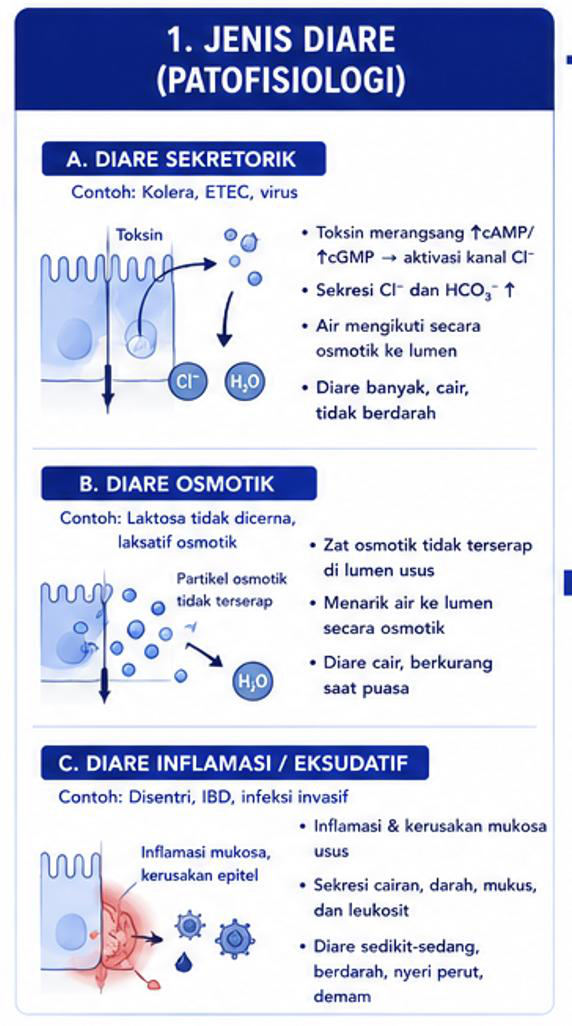 1. JENIS DIARE
(PATOFISIOLOGI)
A. DIARE SEKRETORIK
Contoh: Kolera, ETEC, virus
Toksin
Cl⁻
H₂O
• Toksin merangsang ↑cAMP/
↑cGMP → aktivasi kanal Cl⁻
• Sekresi Cl⁻ dan HCO₃⁻ ↑
• Air mengikuti secara
osmotik ke lumen
• Diare banyak, cair,
tidak berdarah
B. DIARE OSMOTIK
Contoh: Laktosa tidak dicerna,
laksatif osmotik
Partikel osmotik
tidak terserap
H₂O
• Zat osmotik tidak terserap
di lumen usus
• Menarik air ke lumen
secara osmotik
• Diare cair, berkurang
saat puasa
C. DIARE INFLAMASI / EKSUDATIF
Contoh: Disentri, IBD, infeksi invasif
Inflamasi mukosa,
kerusakan epitel
• Inflamasi & kerusakan mukosa
usus
• Sekresi cairan, darah, mukus,
dan leukosit
• Diare sedikit-sedang,
berdarah, nyeri perut,
demam